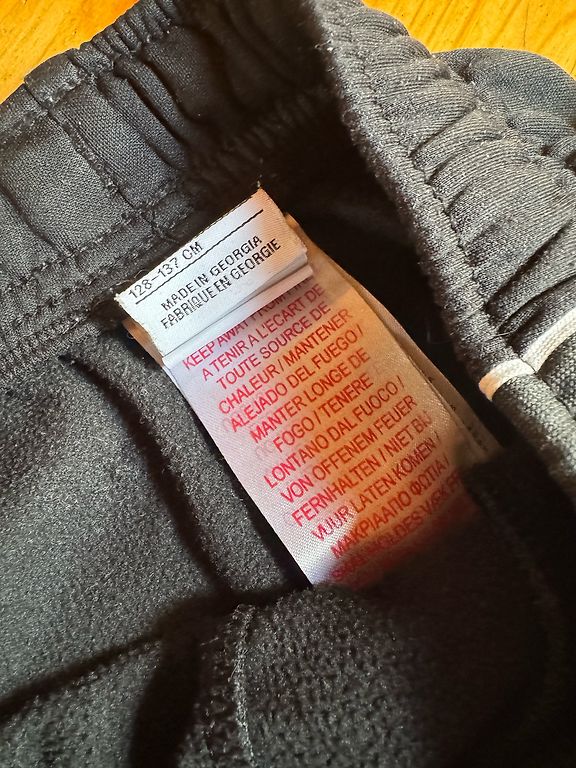 128-137 CM
MADE IN GEORGIA
FABRIQUE EN GEORGIE
KEEP AWAY FROM
A TENIR A L'ECART DE
TOUTE SOURCE DE
CHALEUR / MANTENER
ALEJADO DEL FUEGO /
MANTER LONGE DE
FOGO / TENERE
LONTANO DAL FUOCO /
VON OFFENEM FEUER
FERNHALTEN / NIET BIJ
VUUR LATEN KOMEN /
ΜΑΚΡΙΑΑΠΟ ΦΩΤΙΑ /